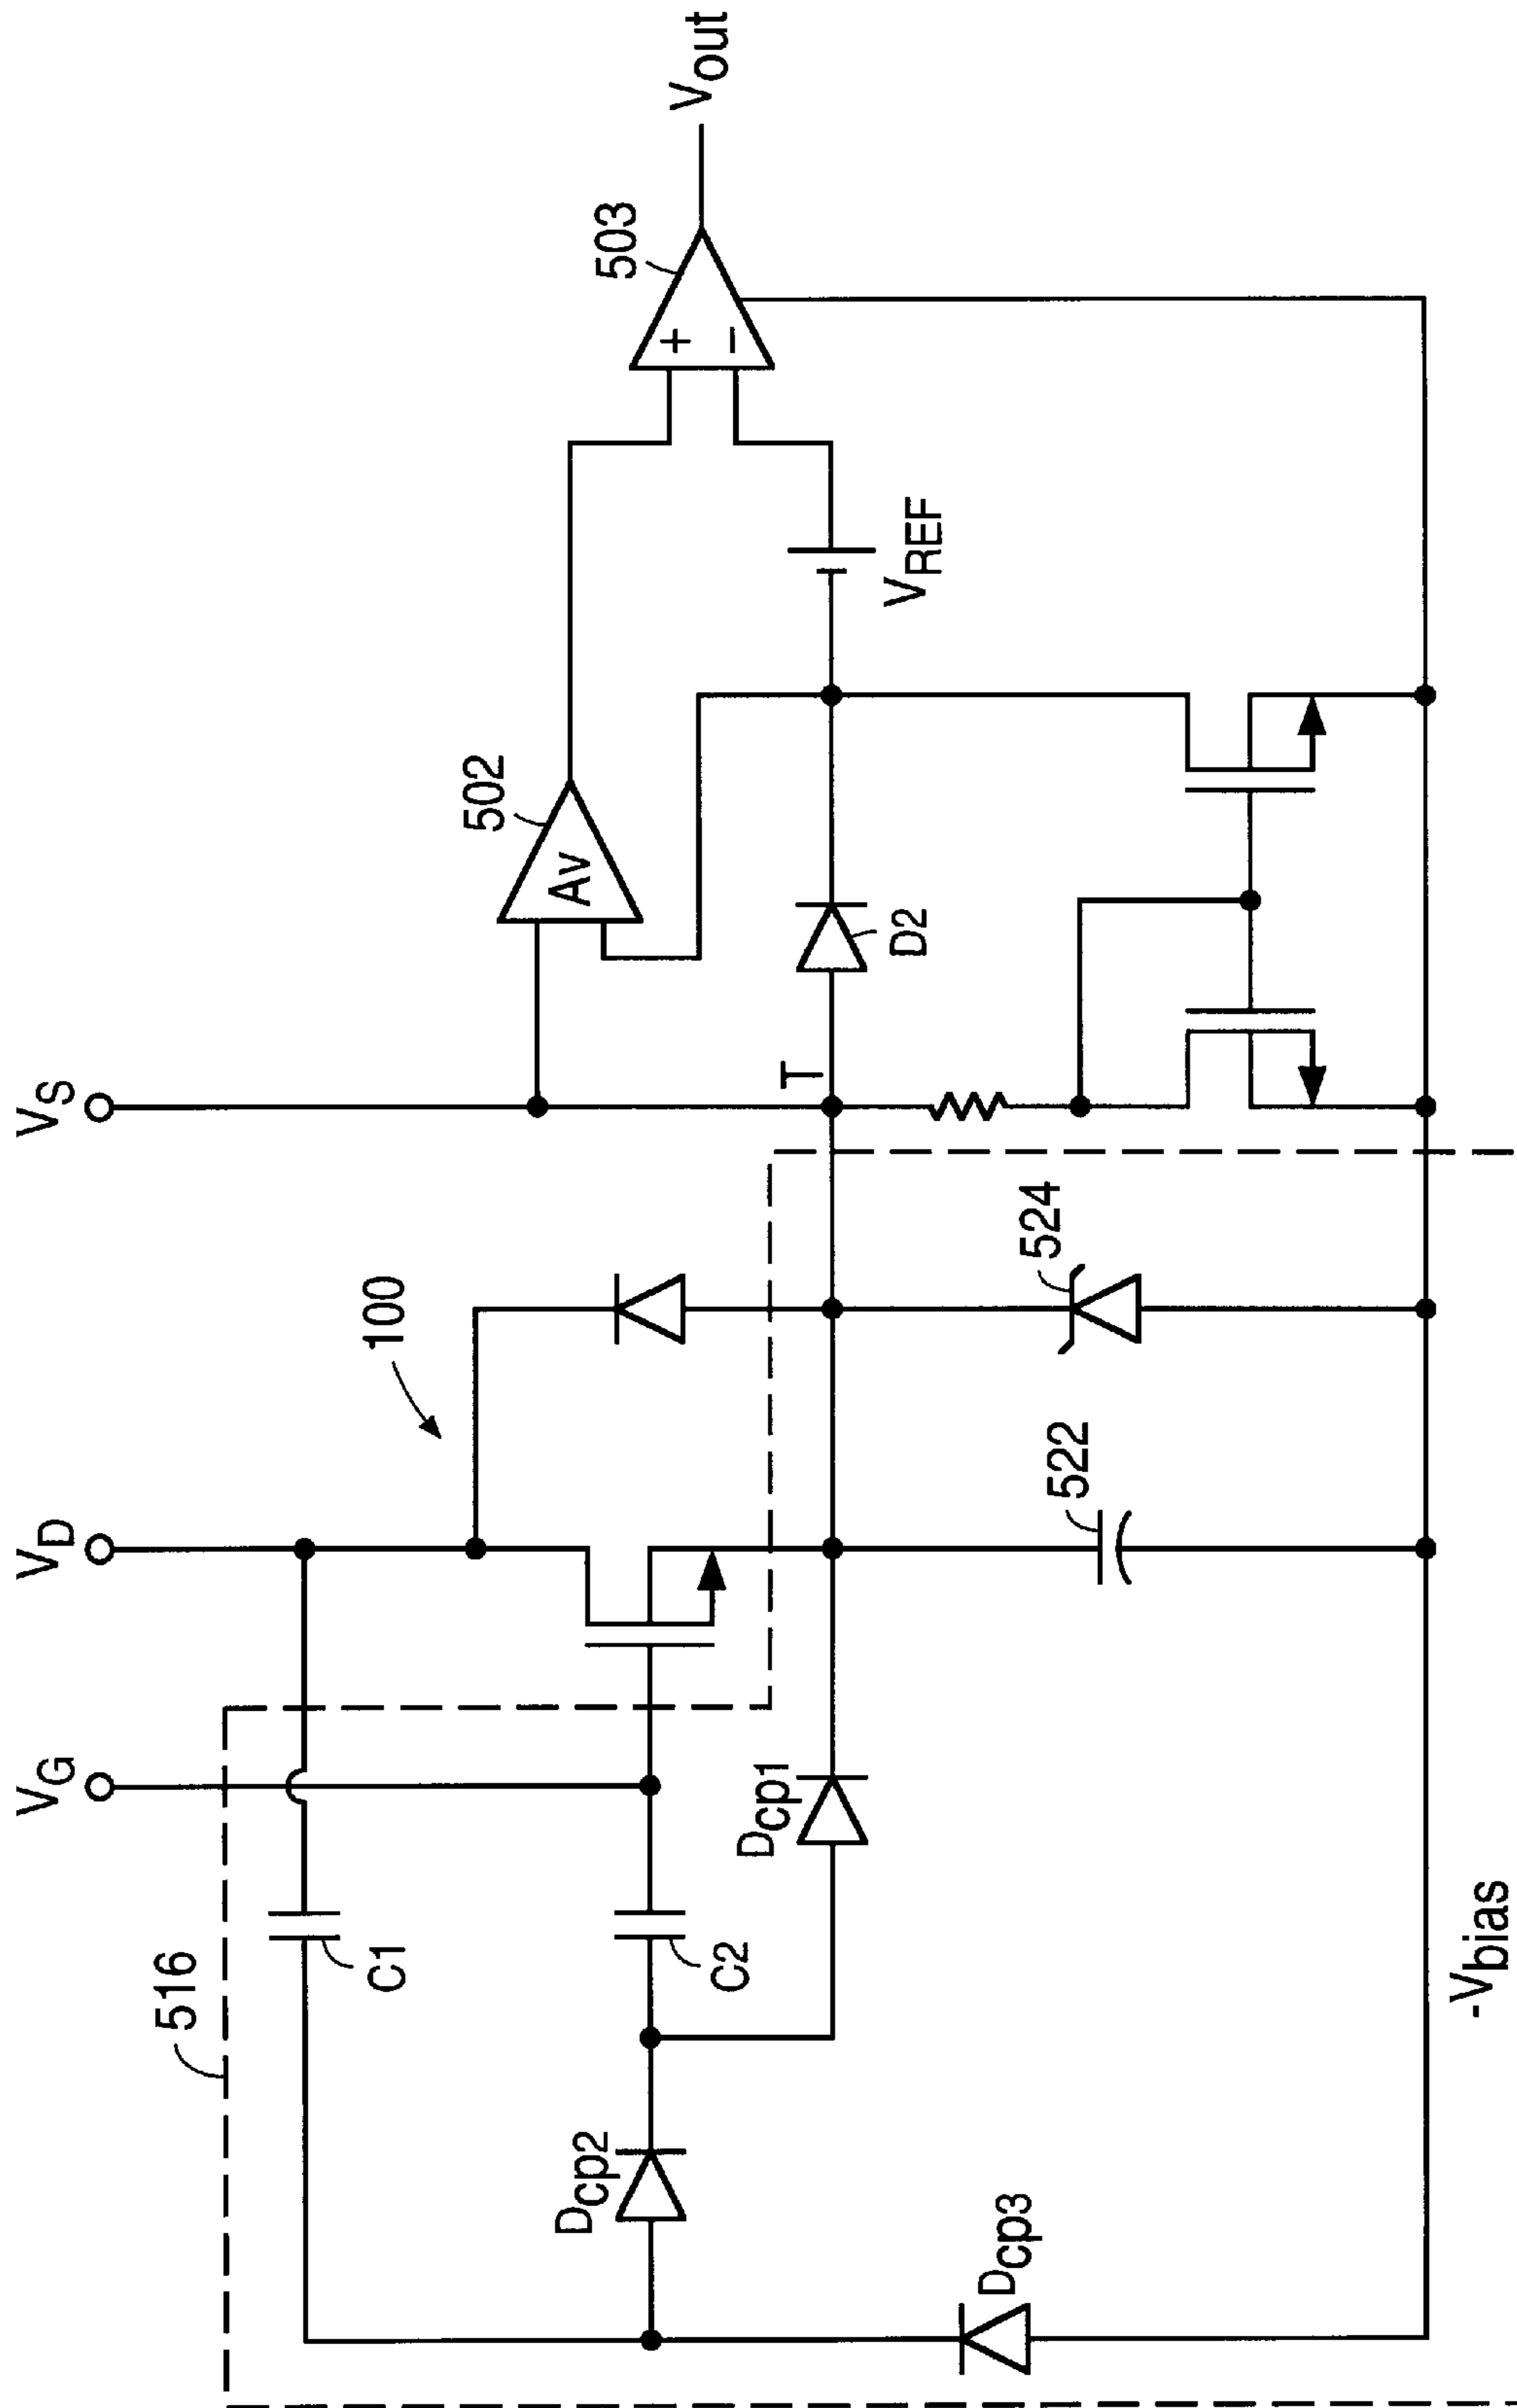 VG
VD
VS
516
100
502
503
Av
+
−
Vout
C1
C2
Dcp1
Dcp2
Dcp3
T
D2
VREF
522
524
-Vbias